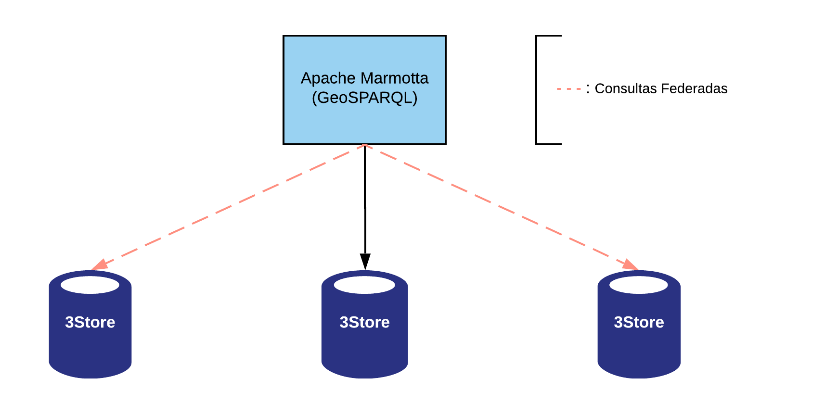 Apache Marmotta
(GeoSPARQL)
: Consultas Federadas
3Store
3Store
3Store